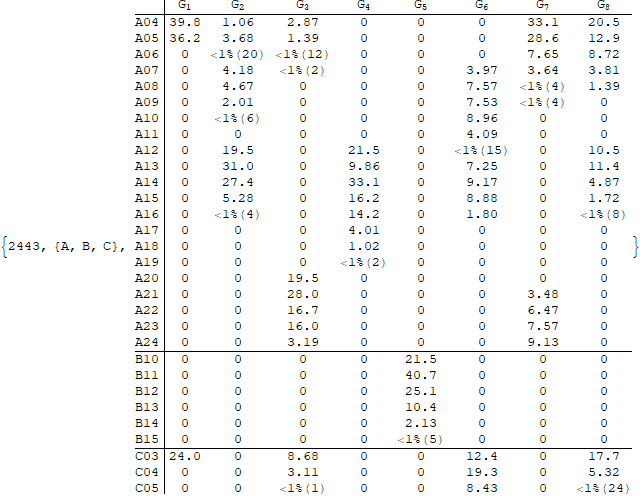 G1 G2 G3 G4 G5 G6 G7 G8
A04 39.8 1.06 2.87 0 0 0 33.1 20.5
A05 36.2 3.68 1.39 0 0 0 28.6 12.9
A06 0 <1%(20) <1%(12) 0 0 0 7.65 8.72
A07 0 4.18 <1%(2) 0 0 3.97 3.64 3.81
A08 0 4.67 0 0 0 7.57 <1%(4) 1.39
A09 0 2.01 0 0 0 7.53 <1%(4) 0
A10 0 <1%(6) 0 0 0 8.96 0 0
A11 0 0 0 0 0 4.09 0 0
A12 0 19.5 0 21.5 0 <1%(15) 0 10.5
A13 0 31.0 0 9.86 0 7.25 0 11.4
A14 0 27.4 0 33.1 0 9.17 0 4.87
A15 0 5.28 0 16.2 0 8.88 0 1.72
A16 0 <1%(4) 0 14.2 0 1.80 0 <1%(8)
A17 0 0 0 4.01 0 0 0 0
{2443, {A, B, C}, A18 0 0 0 1.02 0 0 0 0 }
A19 0 0 0 <1%(2) 0 0 0 0
A20 0 0 19.5 0 0 0 0 0
A21 0 0 28.0 0 0 0 3.48 0
A22 0 0 16.7 0 0 0 6.47 0
A23 0 0 16.0 0 0 0 7.57 0
A24 0 0 3.19 0 0 0 9.13 0
B10 0 0 0 0 21.5 0 0 0
B11 0 0 0 0 40.7 0 0 0
B12 0 0 0 0 25.1 0 0 0
B13 0 0 0 0 10.4 0 0 0
B14 0 0 0 0 2.13 0 0 0
B15 0 0 0 0 <1%(5) 0 0 0
C03 24.0 0 8.68 0 0 12.4 0 17.7
C04 0 0 3.11 0 0 19.3 0 5.32
C05 0 0 <1%(1) 0 0 8.43 0 <1%(24)